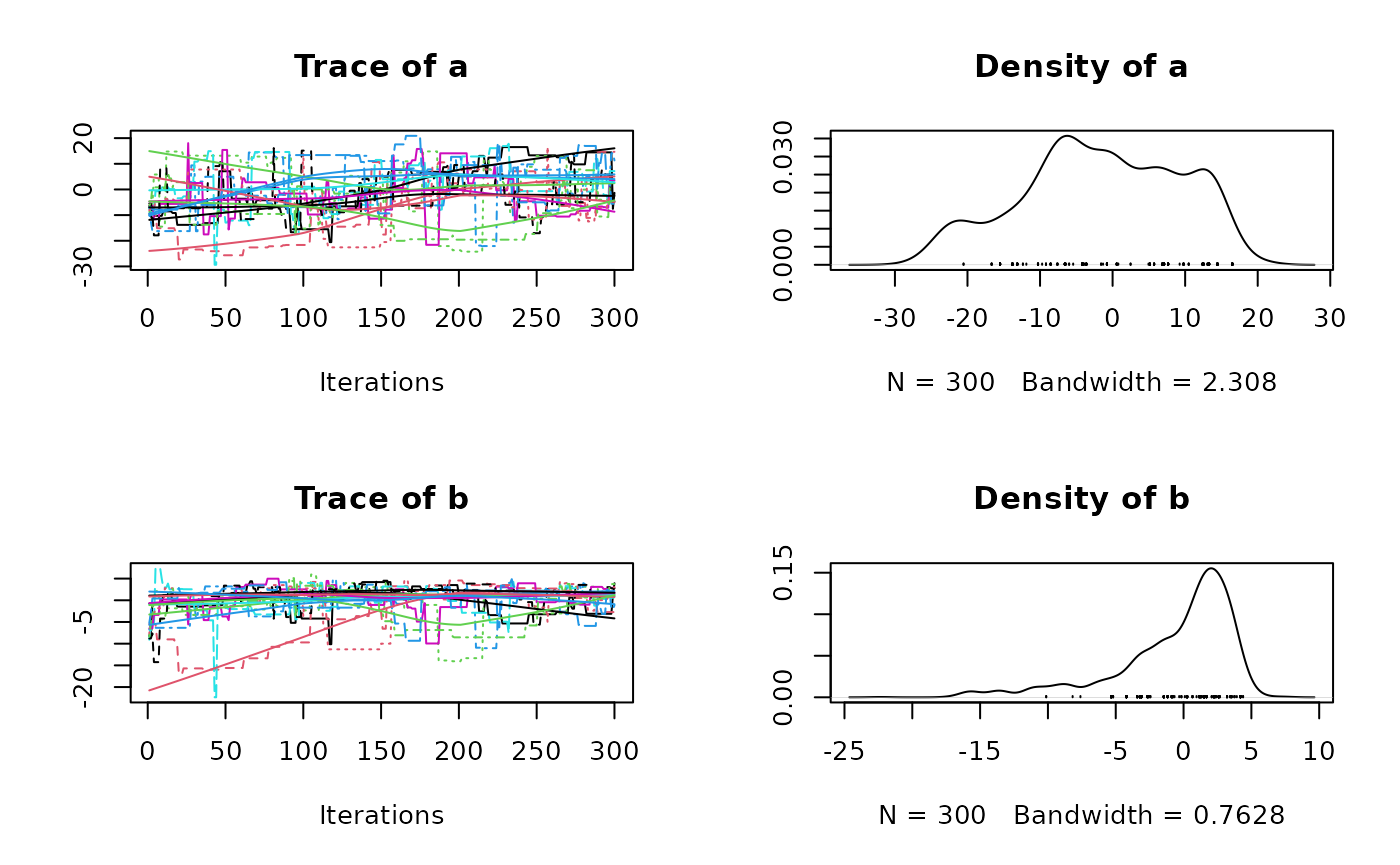 Trace of a
20
0
-30
0 50 100 150 200 250 300
Iterations
Density of a
0.030
0.000
-30 -20 -10 0 10 20 30
N = 300 Bandwidth = 2.308
Trace of b
-5
-20
0 50 100 150 200 250 300
Iterations
Density of b
0.15
0.00
-25 -15 -5 0 5 10
N = 300 Bandwidth = 0.7628